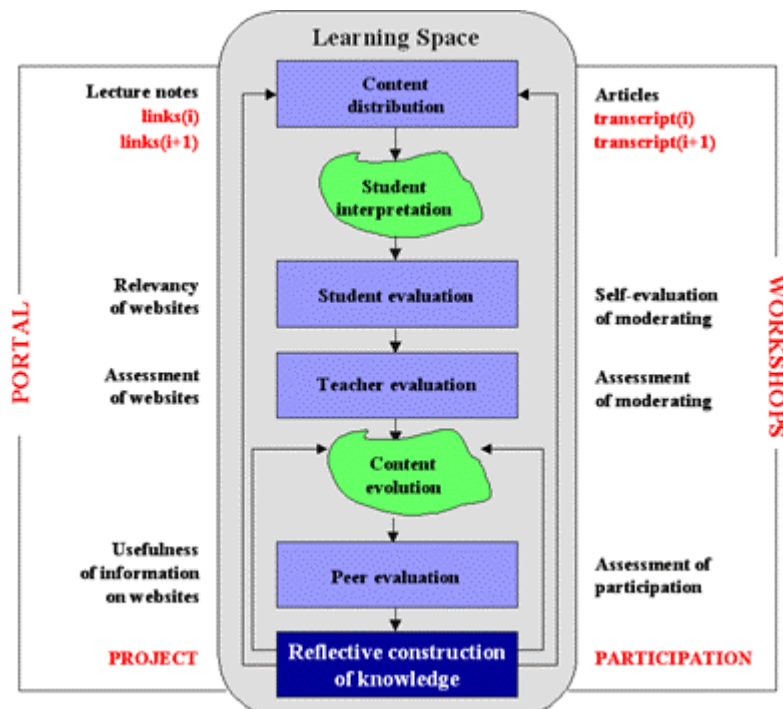 Learning Space
Lecture notes
links(i)
links(i+1)
Content
distribution
Articles
transcript(i)
transcript(i+1)
Student
interpretation
PORTAL
Relevancy
of websites
Student evaluation
Self-evaluation
of moderating
WORKSHOPS
Assessment
of websites
Teacher evaluation
Assessment
of moderating
Content
evolution
Usefulness
of information
on websites
Peer evaluation
Assessment of
participation
PROJECT
Reflective construction
of knowledge
PARTICIPATION